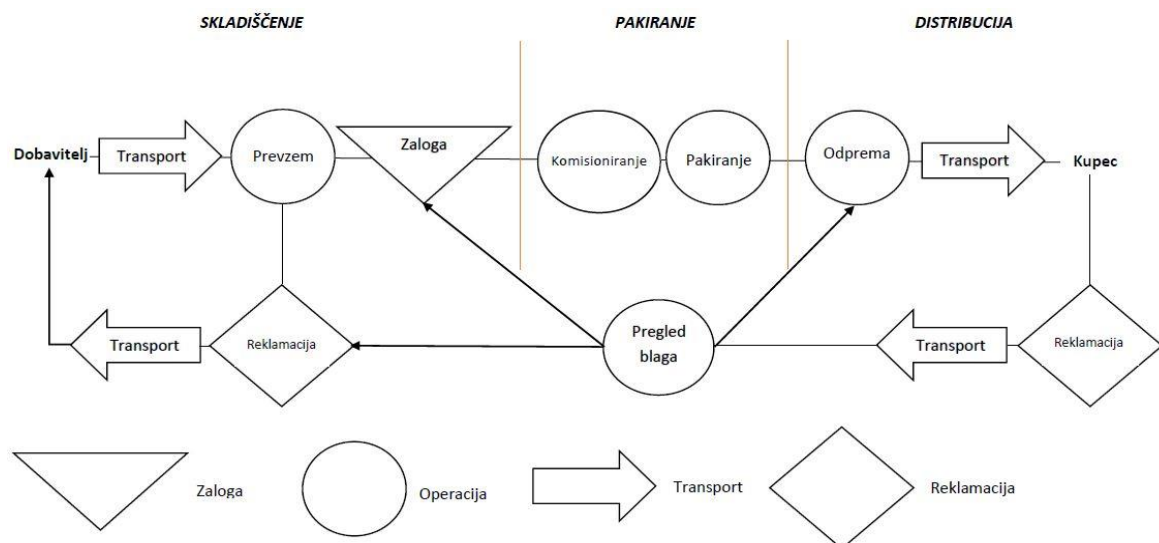 SKLADIŠČENJE
PAKIRANJE
DISTRIBUCIJA
Dobavitelj
Transport
Prevzem
Zaloga
Komisioniranje
Pakiranje
Odprema
Transport
Kupec
Transport
Reklamacija
Pregled
blaga
Transport
Reklamacija
Zaloga
Operacija
Transport
Reklamacija